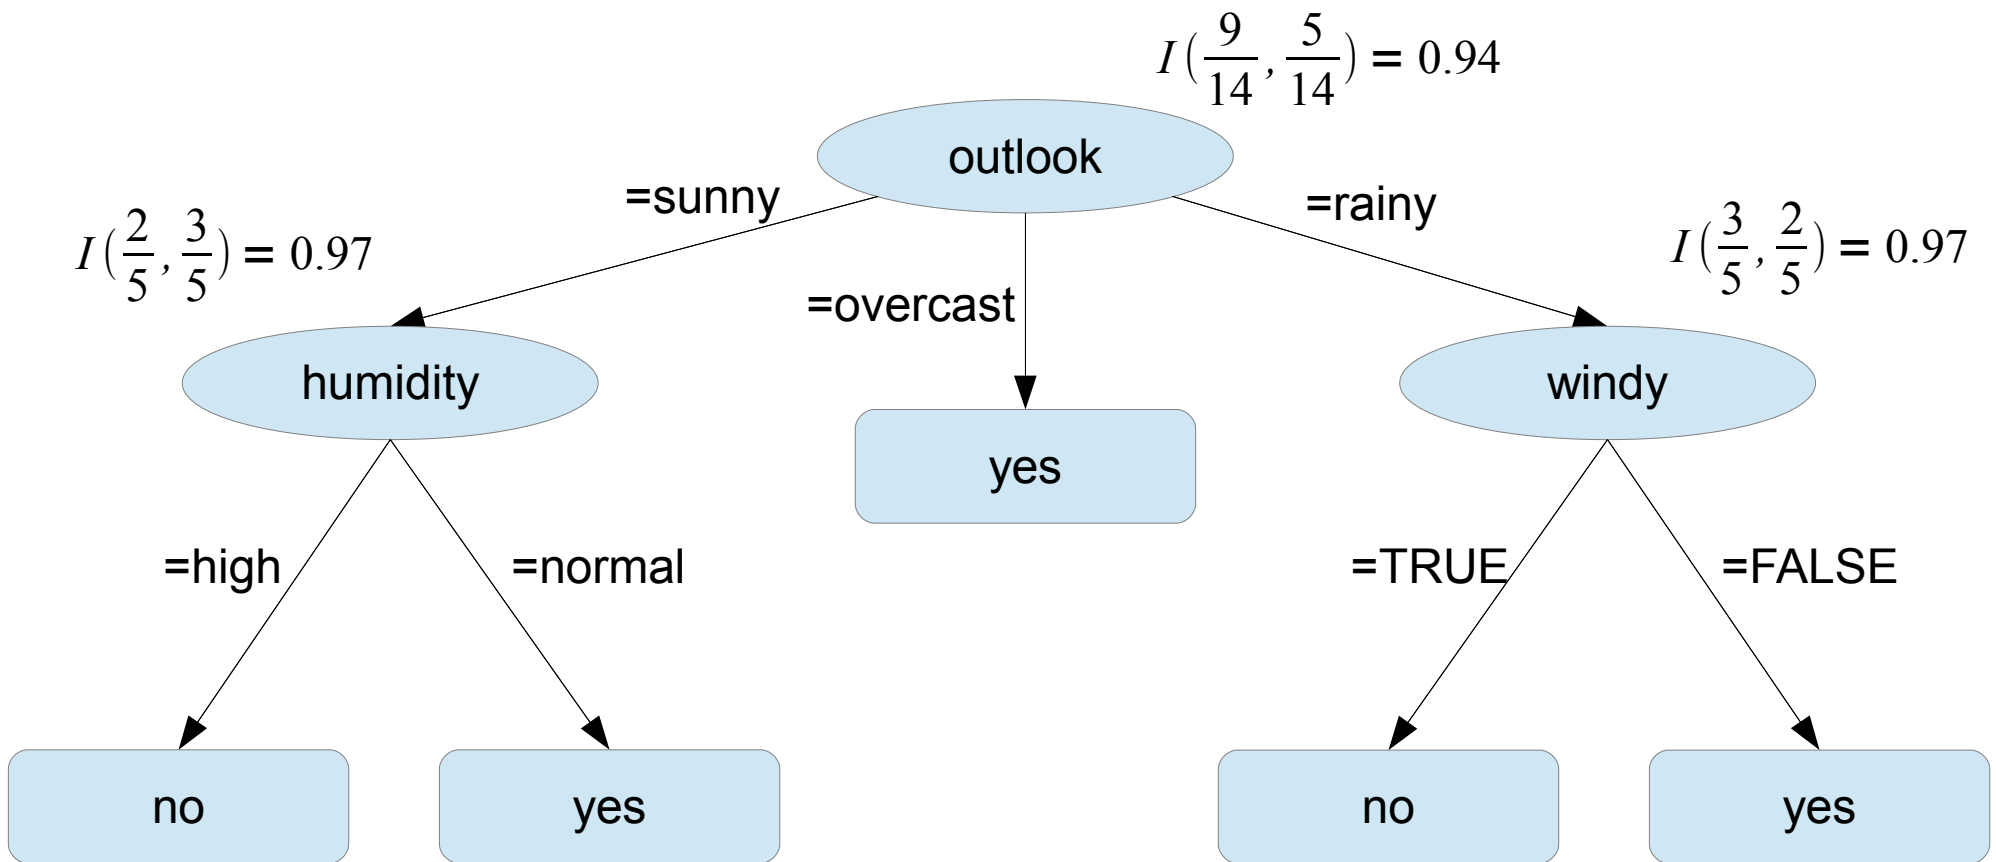 I(9/14, 5/14) = 0.94
outlook
=sunny
=rainy
I(2/5, 3/5) = 0.97
I(3/5, 2/5) = 0.97
=overcast
humidity
windy
yes
=high
=normal
=TRUE
=FALSE
no
yes
no
yes